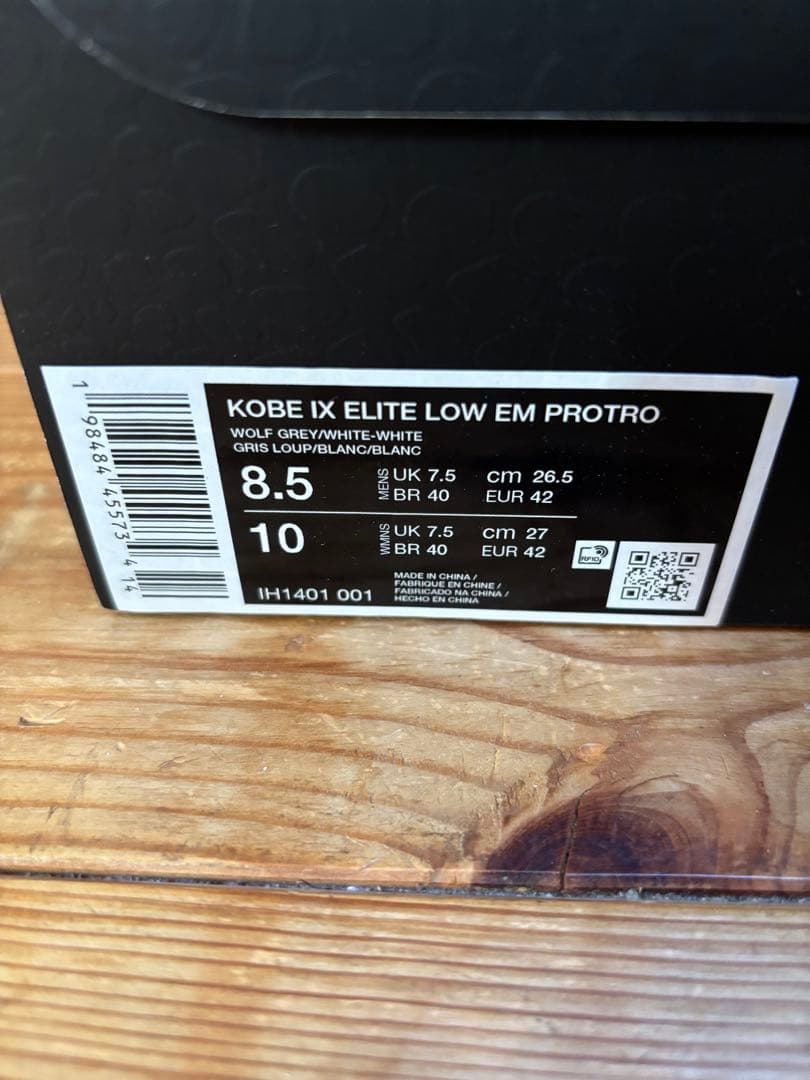 KOBE IX ELITE LOW EM PROTRO
WOLF GREY/WHITE-WHITE
GRIS LOUP/BLANC/BLANC
8.5 MENS UK 7.5 cm 26.5
BR 40 EUR 42
10 WMNS UK 7.5 cm 27
BR 40 EUR 42
RFID
IH1401 001
MADE IN CHINA /
FABRIQUE EN CHINE /
FABRICADO NA CHINA /
HECHO EN CHINA
1 98484 45573 4 14